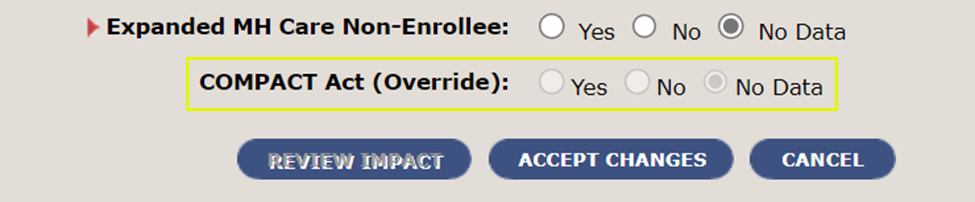 Expanded MH Care Non-Enrollee: Yes No No Data
COMPACT Act (Override): Yes No No Data
REVIEW IMPACT ACCEPT CHANGES CANCEL